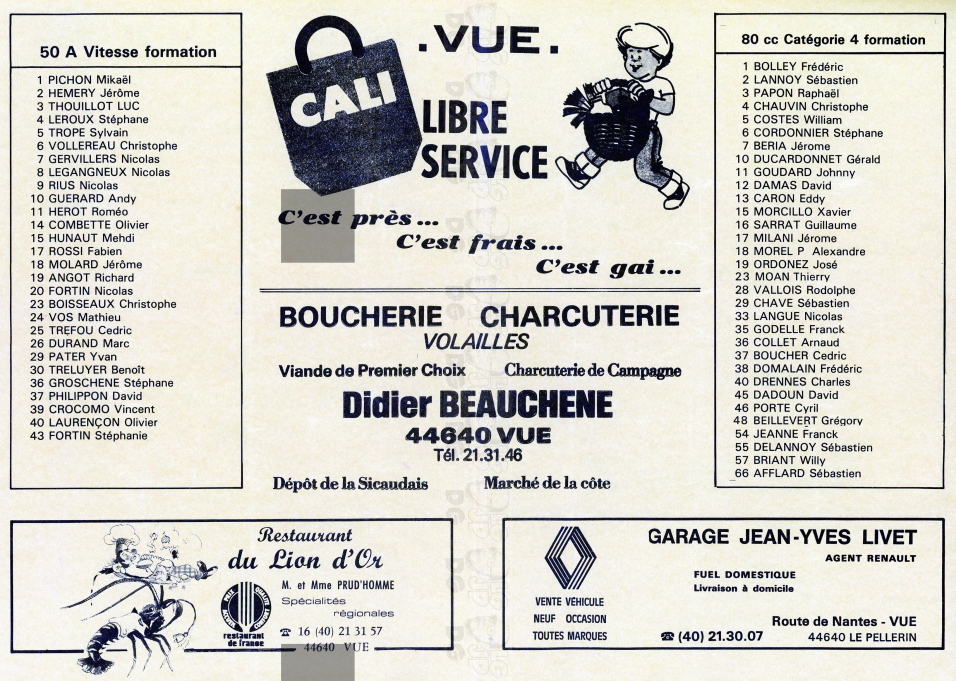 50 A Vitesse formation
1 PICHON Mikaël
2 HEMERY Jérôme
3 THOUILLOT LUC
4 LEROUX Stéphane
5 TROPE Sylvain
6 VOLLEREAU Christophe
7 GERVILLERS Nicolas
8 LEGANGNEUX Nicolas
9 RIUS Nicolas
10 GUERARD Andy
11 HEROT Roméo
14 COMBETTE Olivier
15 HUNAUT Mehdi
17 ROSSI Fabien
18 MOLARD Jérôme
19 ANGOT Richard
20 FORTIN Nicolas
23 BOISSEAUX Christophe
24 VOS Mathieu
25 TREFOU Cedric
26 DURAND Marc
29 PATER Yvan
30 TRELUYER Benoît
36 GROSCHENE Stéphane
37 PHILIPPON David
39 CROCOMO Vincent
40 LAURENÇON Olivier
43 FORTIN Stéphanie
CALI
. VUE .
LIBRE
SERVICE
C'est près...
C'est frais...
C'est gai...
BOUCHERIE CHARCUTERIE
VOLAILLES
Viande de Premier Choix Charcuterie de Campagne
Didier BEAUCHENE
44640 VUE
Tél. 21.31.46
Dépôt de la Sicaudais Marché de la côte
80 cc Catégorie 4 formation
1 BOLLEY Frédéric
2 LANNOY Sébastien
3 PAPON Raphaël
4 CHAUVIN Christophe
5 COSTES William
6 CORDONNIER Stéphane
7 BERIA Jérome
10 DUCARDONNET Gérald
11 GOUDARD Johnny
12 DAMAS David
13 CARON Eddy
15 MORCILLO Xavier
16 SARRAT Guillaume
17 MILANI Jérome
18 MOREL P Alexandre
19 ORDONEZ José
23 MOAN Thierry
28 VALLOIS Rodolphe
29 CHAVE Sébastien
33 LANGUE Nicolas
35 GODELLE Franck
36 COLLET Arnaud
37 BOUCHER Cedric
38 DOMALAIN Frédéric
40 DRENNES Charles
45 DADOUN David
46 PORTE Cyril
48 BEILLEVERT Grégory
54 JEANNE Franck
55 DELANNOY Sébastien
57 BRIANT Willy
66 AFFLARD Sébastien
Restaurant
du Lion d'Or
M. et Mme PRUD'HOMME
Spécialités
régionales
restaurant
de france
☎ 16 (40) 21 31 57
44640 VUE
VENTE VÉHICULE
NEUF OCCASION
TOUTES MARQUES
GARAGE JEAN-YVES LIVET
AGENT RENAULT
FUEL DOMESTIQUE
Livraison à domicile
Route de Nantes - VUE
☎ (40) 21.30.07 44640 LE PELLERIN